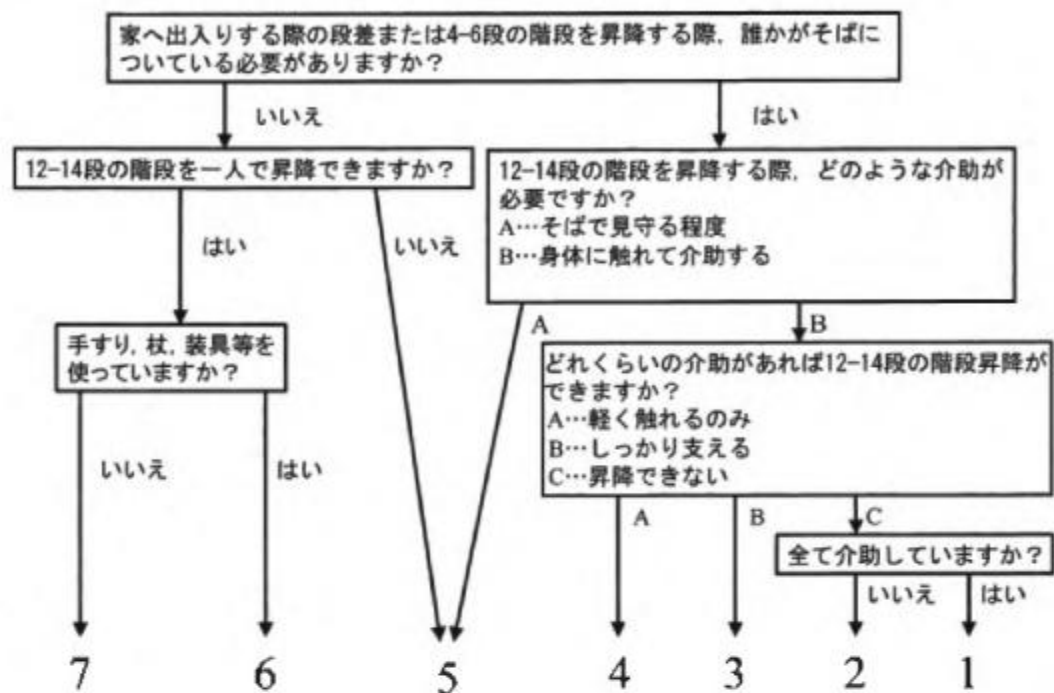 家へ出入りする際の段差または4-6段の階段を昇降する際，誰かがそばに
ついている必要がありますか？
いいえ
はい
12-14段の階段を一人で昇降できますか？
12-14段の階段を昇降する際，どのような介助が
必要ですか？
A…そばで見守る程度
B…身体に触れて介助する
はい
いいえ
A
B
手すり，杖，装具等を
使っていますか？
どれくらいの介助があれば12-14段の階段昇降が
できますか？
A…軽く触れるのみ
B…しっかり支える
C…昇降できない
いいえ
はい
A
B
C
全て介助していますか？
いいえ
はい
7
6
5
4
3
2
1